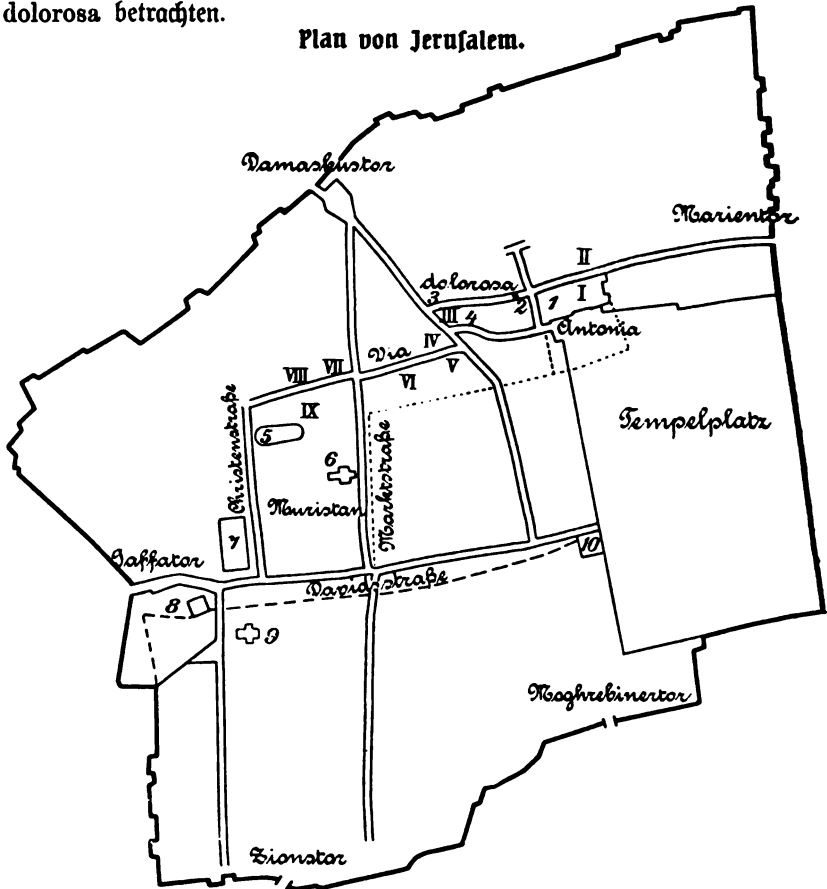 dolorosa betrachten.
Plan von Jerusalem.
Damaskustor
Marientor
II
dolorosa
3
I
1
2
III
4
Antonia
IV
Via
V
VII
VIII
VI
IX
Christenstraße
5
Tempelplatz
Marktstraße
6
Muristan
7
10
Jaffator
Davidstraße
8
9
Moghrebinertor
Zionstor